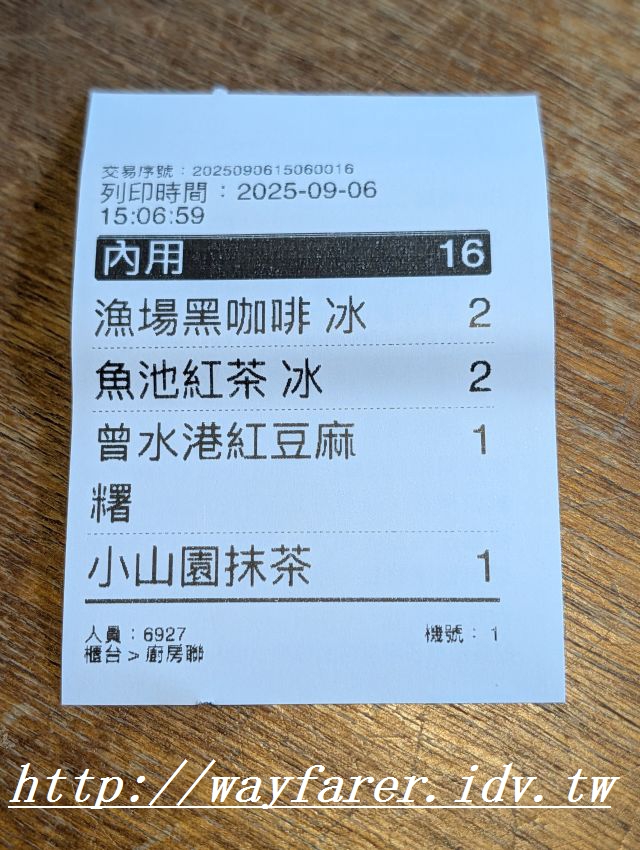 交易序號：2025090615060016
列印時間：2025-09-06
15:06:59
內用 16
漁場黑咖啡 冰 2
魚池紅茶 冰 2
曾水港紅豆麻 1
糬
小山園抹茶 1
人員：6927 機號：1
櫃台 > 廚房聯
http://wayfarer.idv.tw